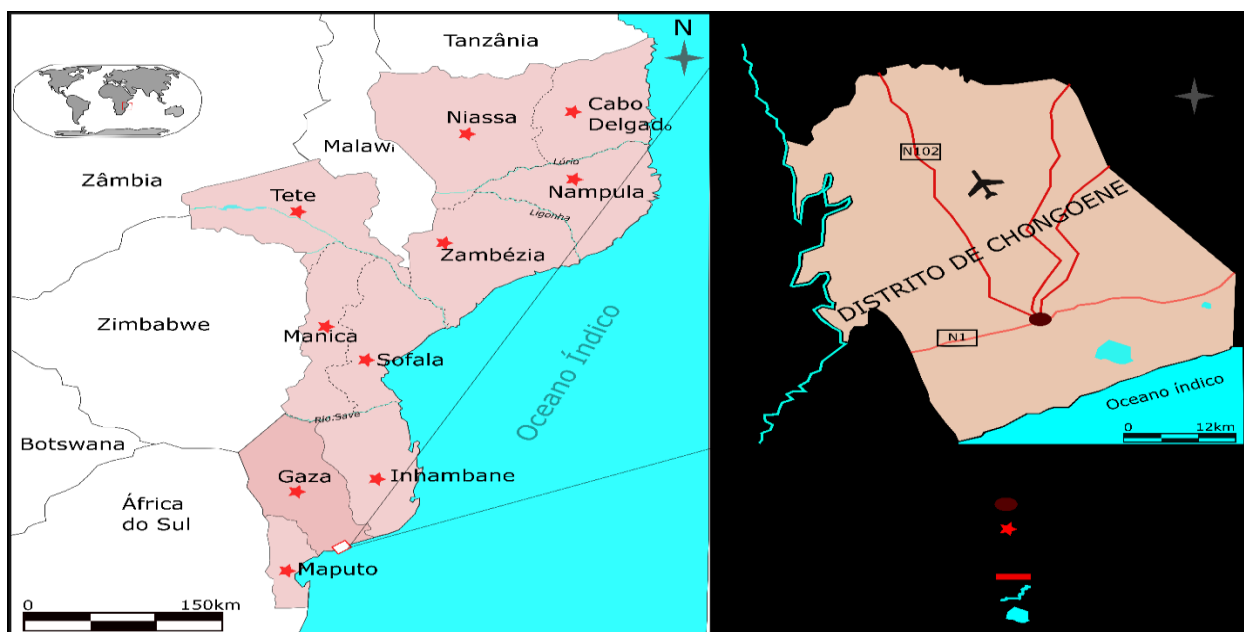 N
Tanzânia
Cabo
Delgado
Niassa
Malawi
Lúrio
Zâmbia
Tete
Nampula
Ligonha
Zambézia
Zimbabwe
Manica
Sofala
Oceano Índico
Rio.Save
Botswana
Gaza
Inhambane
África
do Sul
Maputo
0 150km
N102
DISTRITO DE CHONGOENE
N1
Oceano índico
0 12km